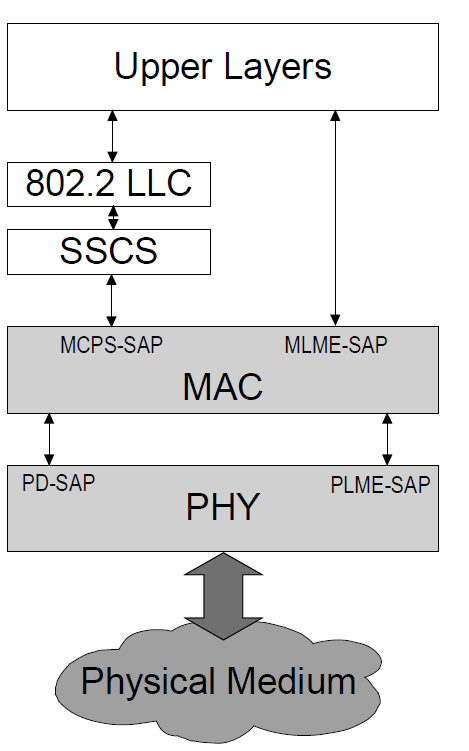 Upper Layers
802.2 LLC
SSCS
MCPS-SAP
MLME-SAP
MAC
PD-SAP
PLME-SAP
PHY
Physical Medium